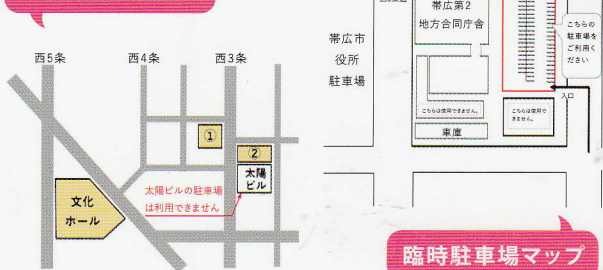 西5条
西4条
西3条
①
②
太陽
ビル
太陽ビルの駐車場
は利用できません
文化
ホール
帯広市
役所
駐車場
帯広第2
地方合同庁舎
こちらの
駐車場を
ご利用く
ださい
入口
こちらは使用できません。
こちらは使用で
きません。
車庫
臨時駐車場マップ